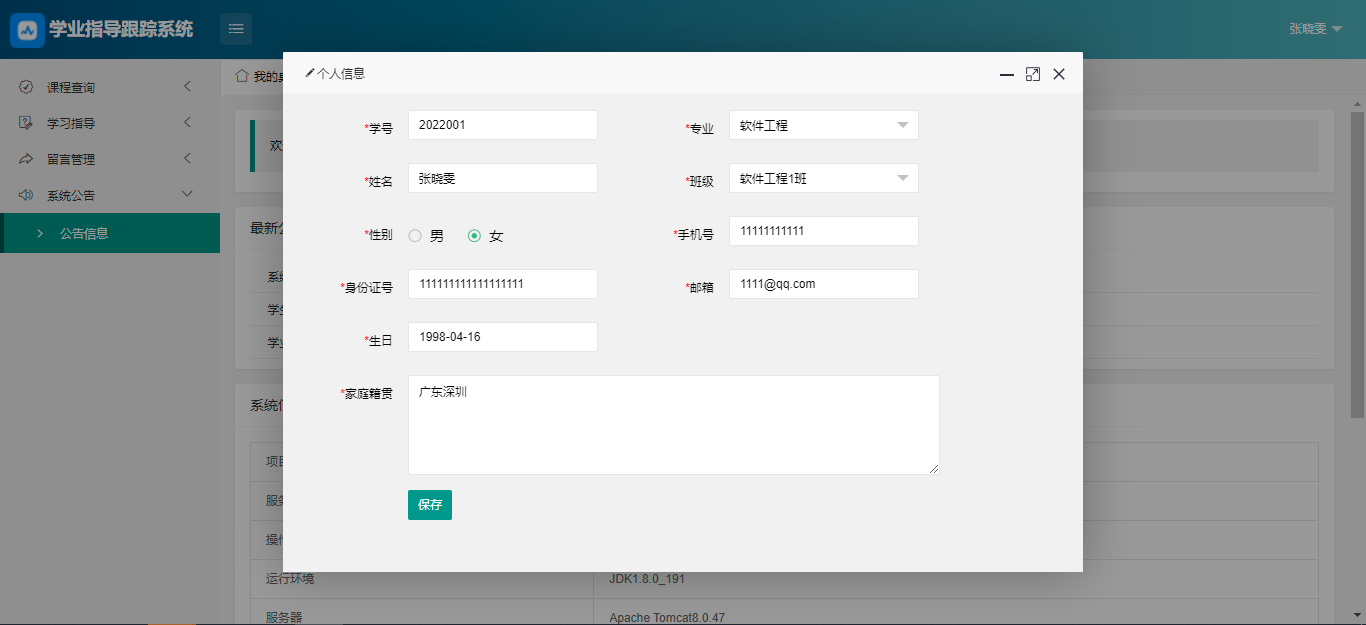 学业指导跟踪系统
张晓雯
课程查询
学习指导
留言管理
系统公告
公告信息
我的
欢
最新
系统
学生
学业
系统
项目
服务
操作
运行环境 JDK1.8.0_191
服务器 Apache Tomcat8.0.47
个人信息
*学号 2022001 *专业 软件工程
*姓名 张晓雯 *班级 软件工程1班
*性别 男 女 *手机号 11111111111
*身份证号 111111111111111111 *邮箱 1111@qq.com
*生日 1998-04-16
*家庭籍贯 广东深圳
保存